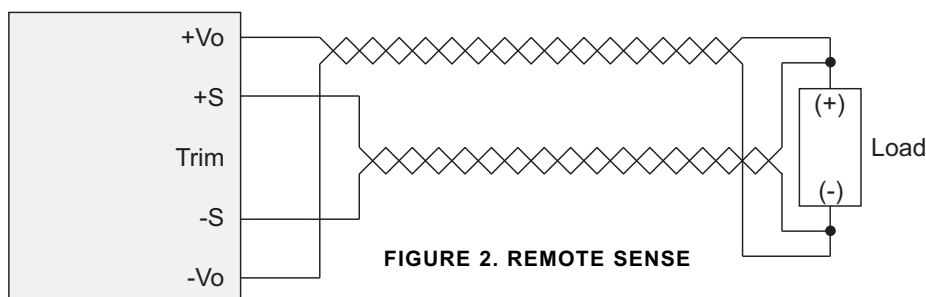 +Vo
+S
Trim
-S
-Vo
(+)
Load
(-)
FIGURE 2. REMOTE SENSE